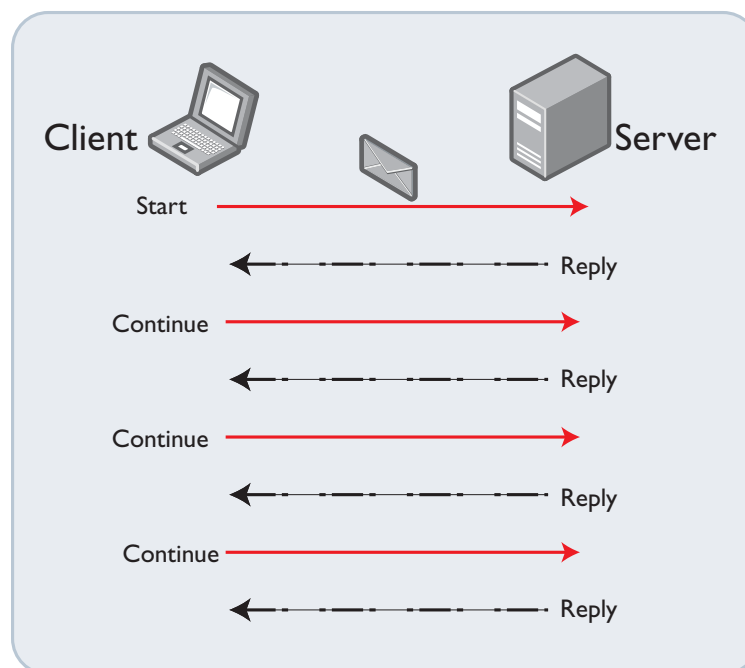 Client
Server
Start
Reply
Continue
Reply
Continue
Reply
Continue
Reply